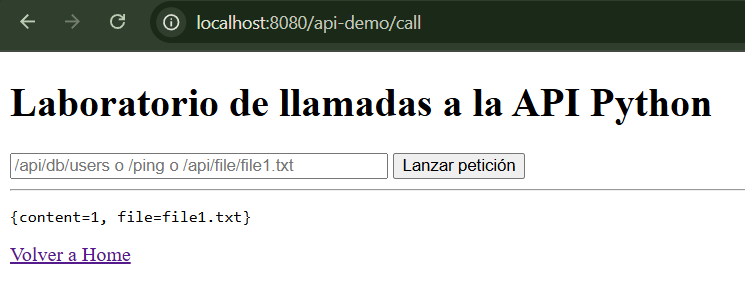 localhost:8080/api-demo/call
Laboratorio de llamadas a la API Python
/api/db/users o /ping o /api/file/file1.txt Lanzar petición
{content=1, file=file1.txt}
Volver a Home